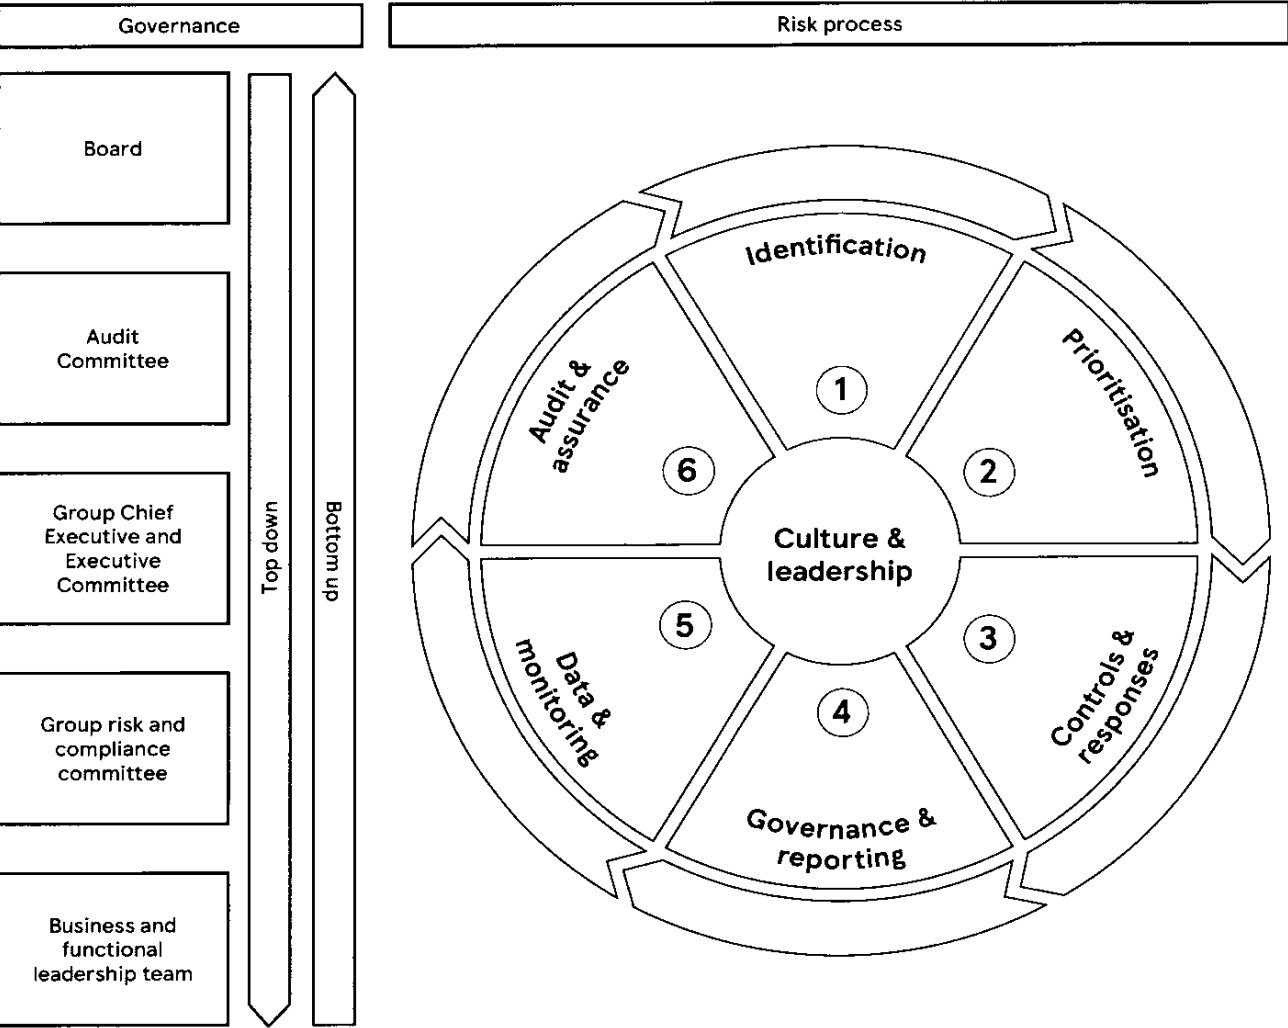 Governance
Risk process
Board
Audit
Committee
Group Chief
Executive and
Executive
Committee
Group risk and
compliance
committee
Business and
functional
leadership team
Top down
Bottom up
Identification
1
Prioritisation
2
Controls &
responses
3
Governance &
reporting
4
Data &
monitoring
5
Audit &
assurance
6
Culture &
leadership